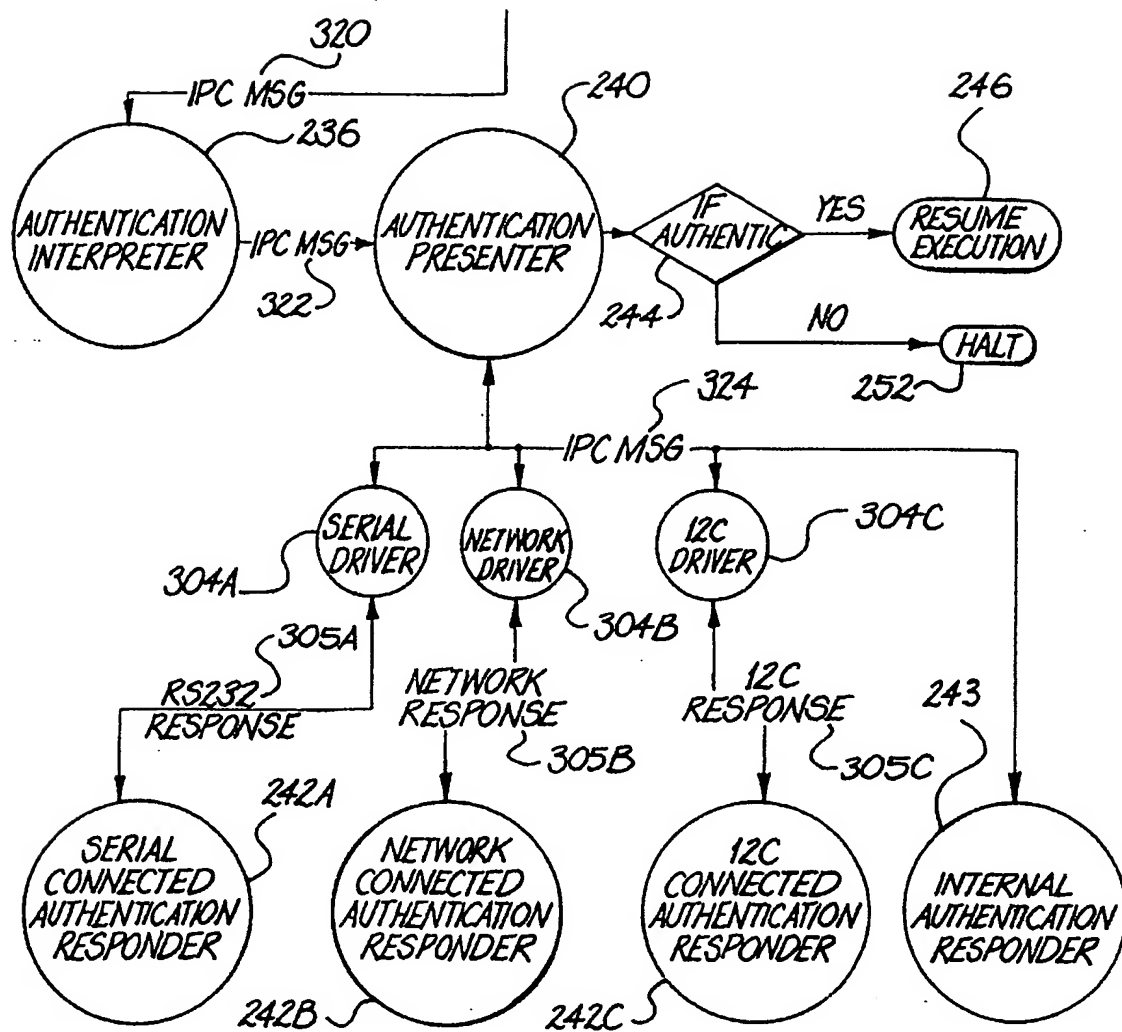 320
IPC MSG
236
AUTHENTICATION
INTERPRETER
IPC MSG
322
240
AUTHENTICATION
PRESENTER
IF
AUTHENTIC
244
YES
246
RESUME
EXECUTION
NO
HALT
252
324
IPC MSG
SERIAL
DRIVER
304A
NETWORK
DRIVER
304B
12C
DRIVER
304C
305A
RS232
RESPONSE
NETWORK
RESPONSE
305B
12C
RESPONSE
305C
243
242A
SERIAL
CONNECTED
AUTHENTICATION
RESPONDER
NETWORK
CONNECTED
AUTHENTICATION
RESPONDER
242B
12C
CONNECTED
AUTHENTICATION
RESPONDER
242C
INTERNAL
AUTHENTICATION
RESPONDER